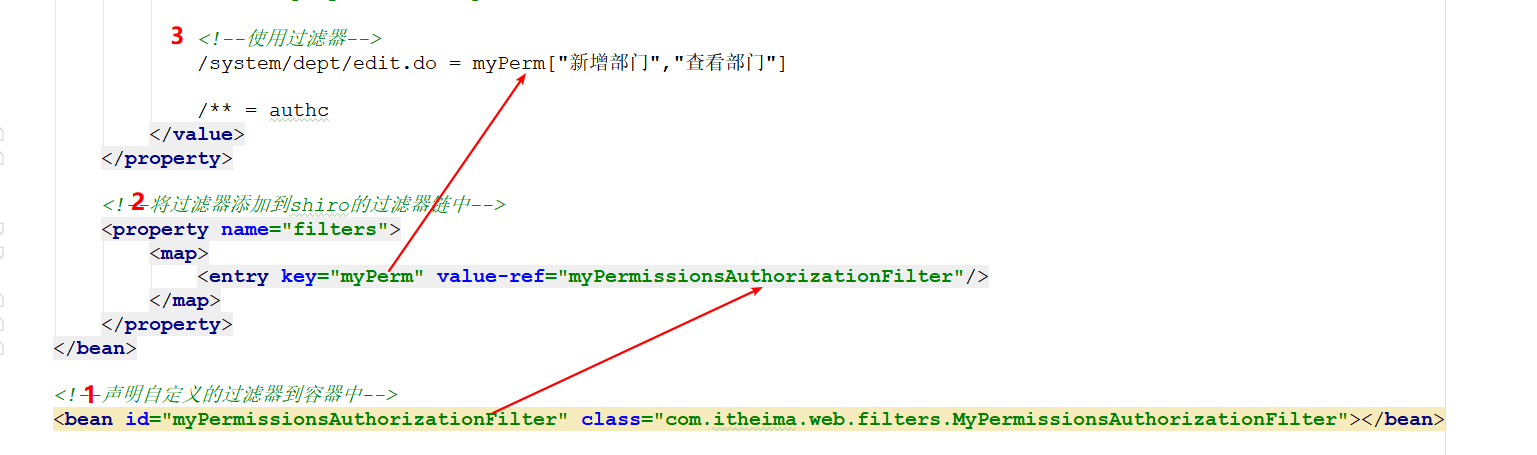 3 <!--使用过滤器-->
/system/dept/edit.do = myPerm["新增部门","查看部门"]
/** = authc
</value>
</property>
2 <!--将过滤器添加到shiro的过滤器链中-->
<property name="filters">
<map>
<entry key="myPerm" value-ref="myPermissionsAuthorizationFilter"/>
</map>
</property>
</bean>
1 <!--声明自定义的过滤器到容器中-->
<bean id="myPermissionsAuthorizationFilter" class="com.itheima.web.filters.MyPermissionsAuthorizationFilter"></bean>